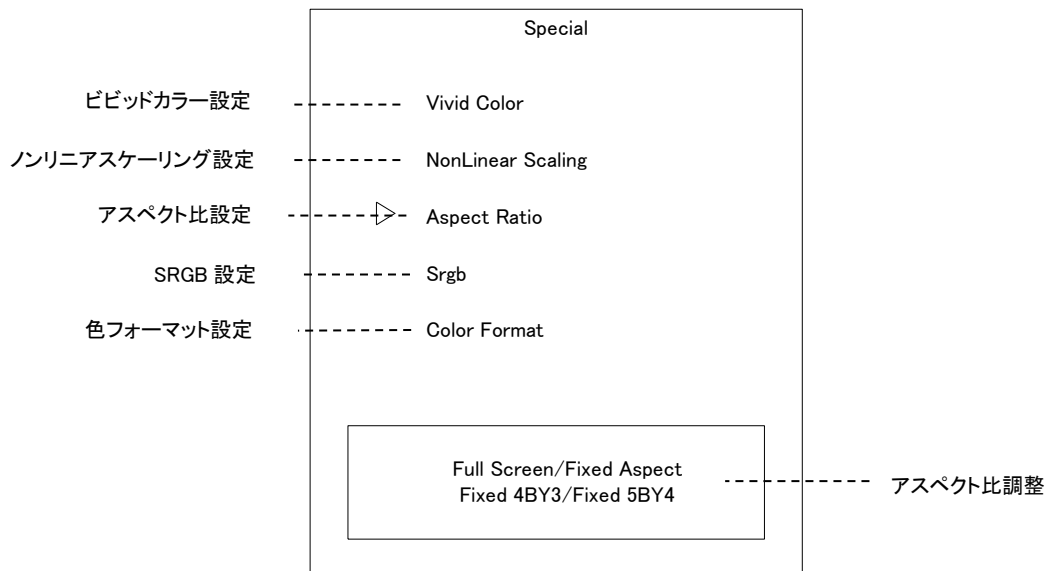 Special
ビビッドカラー設定 Vivid Color
ノンリニアスケーリング設定 NonLinear Scaling
アスペクト比設定 Aspect Ratio
SRGB 設定 Srgb
色フォーマット設定 Color Format
Full Screen/Fixed Aspect
Fixed 4BY3/Fixed 5BY4
アスペクト比調整